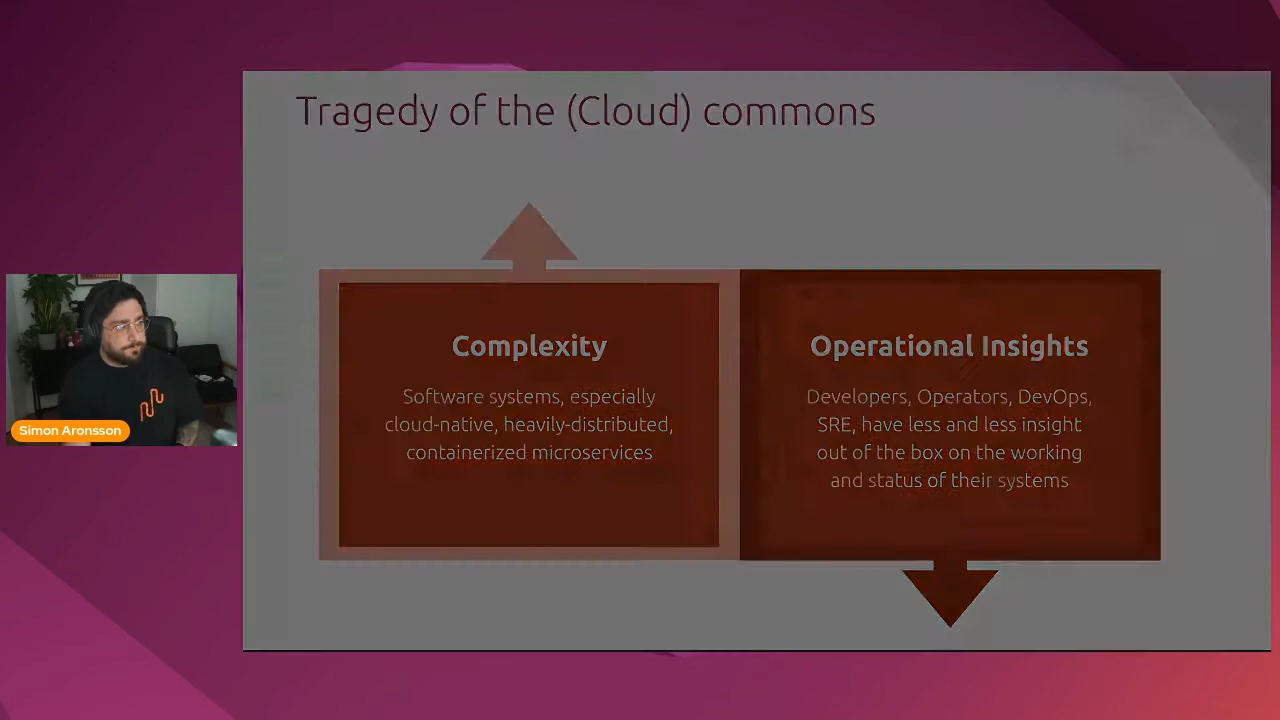 Tragedy of the (Cloud) commons
Complexity
Software systems, especially
cloud-native, heavily-distributed,
containerized microservices
Operational Insights
Developers, Operators, DevOps,
SRE, have less and less insight
out of the box on the working
and status of their systems
Simon Aronsson